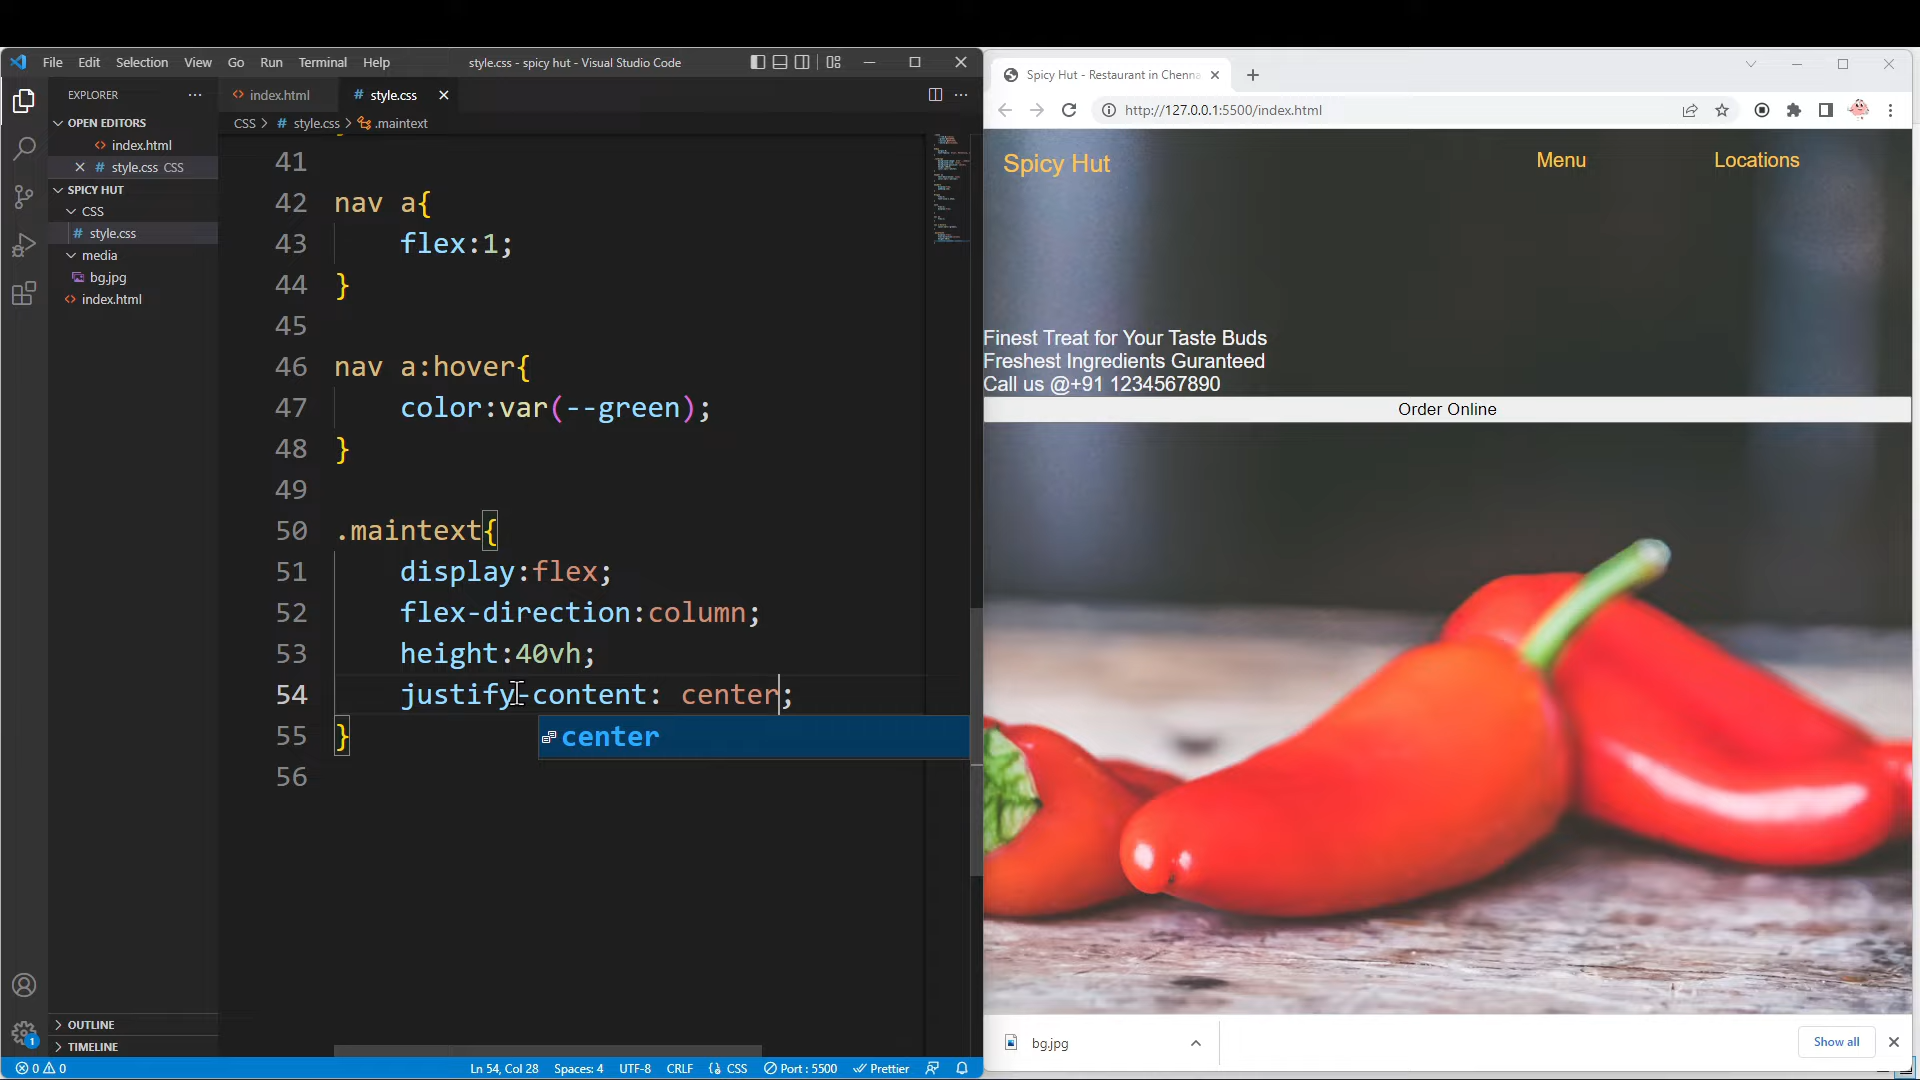 File Edit Selection View Go Run Terminal Help
style.css - spicy hut - Visual Studio Code
EXPLORER
OPEN EDITORS
index.html
style.css CSS
SPICY HUT
CSS
style.css
media
bg.jpg
index.html
OUTLINE
TIMELINE
index.html
style.css
CSS > # style.css > .maintext
41
42 nav a{
43 flex:1;
44 }
45
46 nav a:hover{
47 color:var(--green);
48 }
49
50 .maintext{
51 display:flex;
52 flex-direction:column;
53 height:40vh;
54 justify-content: center;
55 }
center
56
0 0
1
Ln 54, Col 28 Spaces: 4 UTF-8 CRLF {} CSS Port : 5500 Prettier
Spicy Hut - Restaurant in Chenna
http://127.0.0.1:5500/index.html
Spicy Hut
Menu
Locations
Finest Treat for Your Taste Buds
Freshest Ingredients Guranteed
Call us @+91 1234567890
Order Online
bg.jpg
Show all